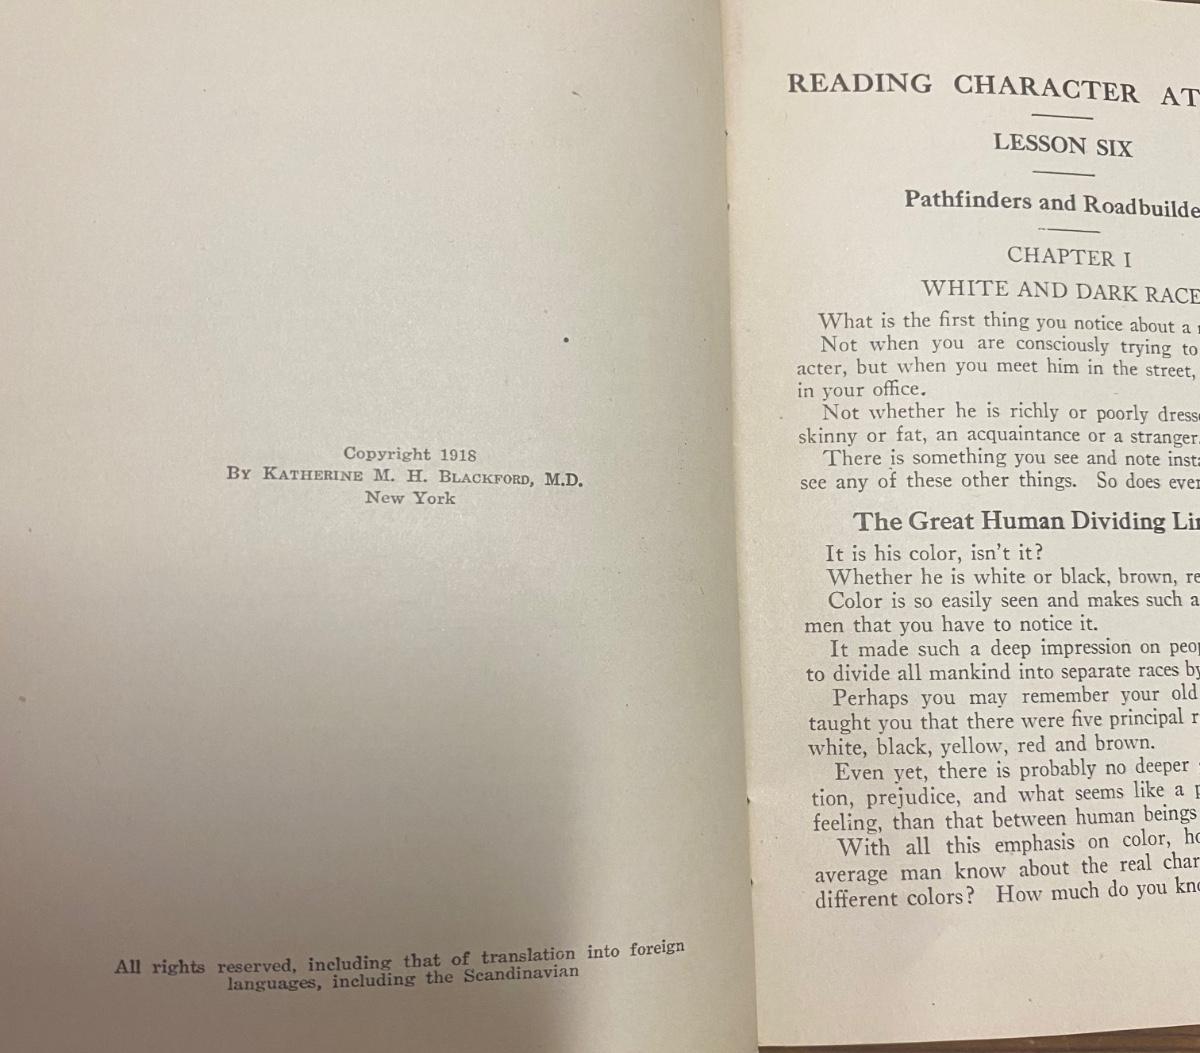 Copyright 1918
By Katherine M. H. Blackford, M.D.
New York
All rights reserved, including that of translation into foreign
languages, including the Scandinavian
READING CHARACTER AT
LESSON SIX
Pathfinders and Roadbuilde
CHAPTER I
WHITE AND DARK RACE
What is the first thing you notice about a
Not when you are consciously trying to
acter, but when you meet him in the street,
in your office.
Not whether he is richly or poorly dresse
skinny or fat, an acquaintance or a stranger.
There is something you see and note insta
see any of these other things. So does ever
The Great Human Dividing Lin
It is his color, isn't it?
Whether he is white or black, brown, re
Color is so easily seen and makes such a
men that you have to notice it.
It made such a deep impression on peop
to divide all mankind into separate races by
Perhaps you may remember your old
taught you that there were five principal r
white, black, yellow, red and brown.
Even yet, there is probably no deeper
tion, prejudice, and what seems like a p
feeling, than that between human beings
With all this emphasis on color, ho
average man know about the real char
different colors? How much do you kno